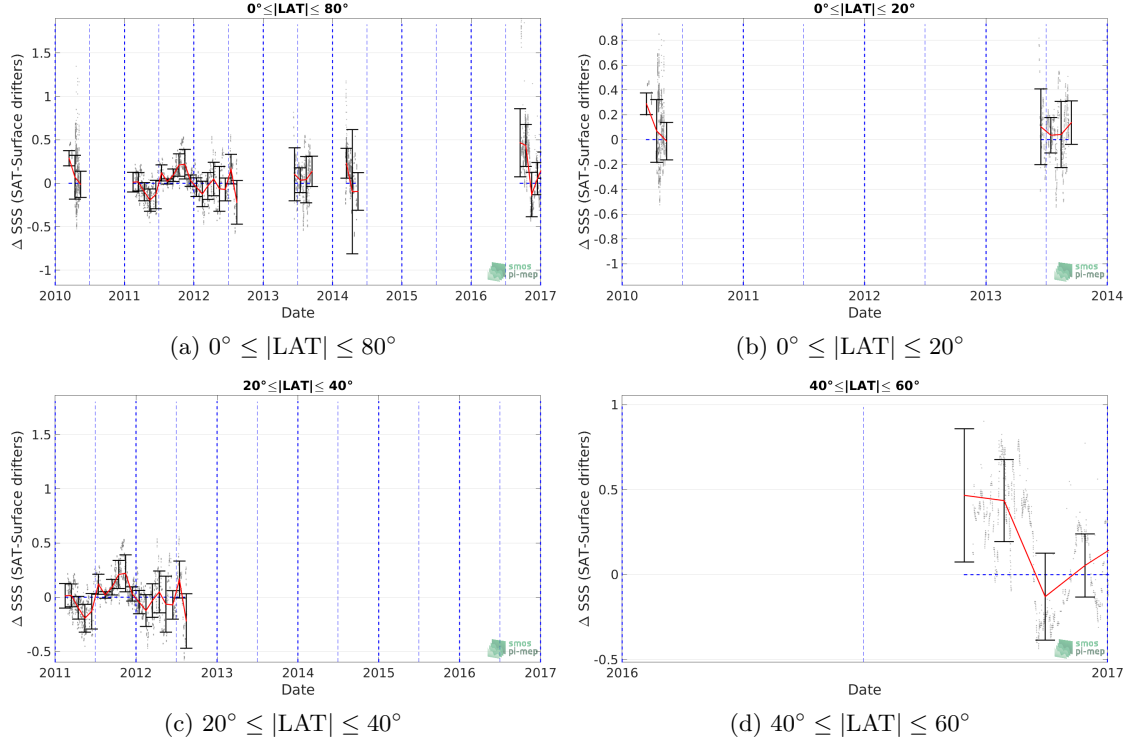 0°≤|LAT|≤ 80°
Δ SSS (SAT-Surface drifters)
1.5
1
0.5
0
-0.5
-1
2010 2011 2012 2013 2014 2015 2016 2017
Date
smos
pi-mep
(a) 0° ≤ |LAT| ≤ 80°
0°≤|LAT|≤ 20°
Δ SSS (SAT-Surface drifters)
0.8
0.6
0.4
0.2
0
-0.2
-0.4
-0.6
-0.8
-1
2010 2011 2012 2013 2014
Date
smos
pi-mep
(b) 0° ≤ |LAT| ≤ 20°
20°≤|LAT|≤ 40°
Δ SSS (SAT-Surface drifters)
1.5
1
0.5
0
-0.5
2011 2012 2013 2014 2015 2016 2017
Date
smos
pi-mep
(c) 20° ≤ |LAT| ≤ 40°
40°≤|LAT|≤ 60°
Δ SSS (SAT-Surface drifters)
1
0.5
0
-0.5
2016 2017
Date
smos
pi-mep
(d) 40° ≤ |LAT| ≤ 60°